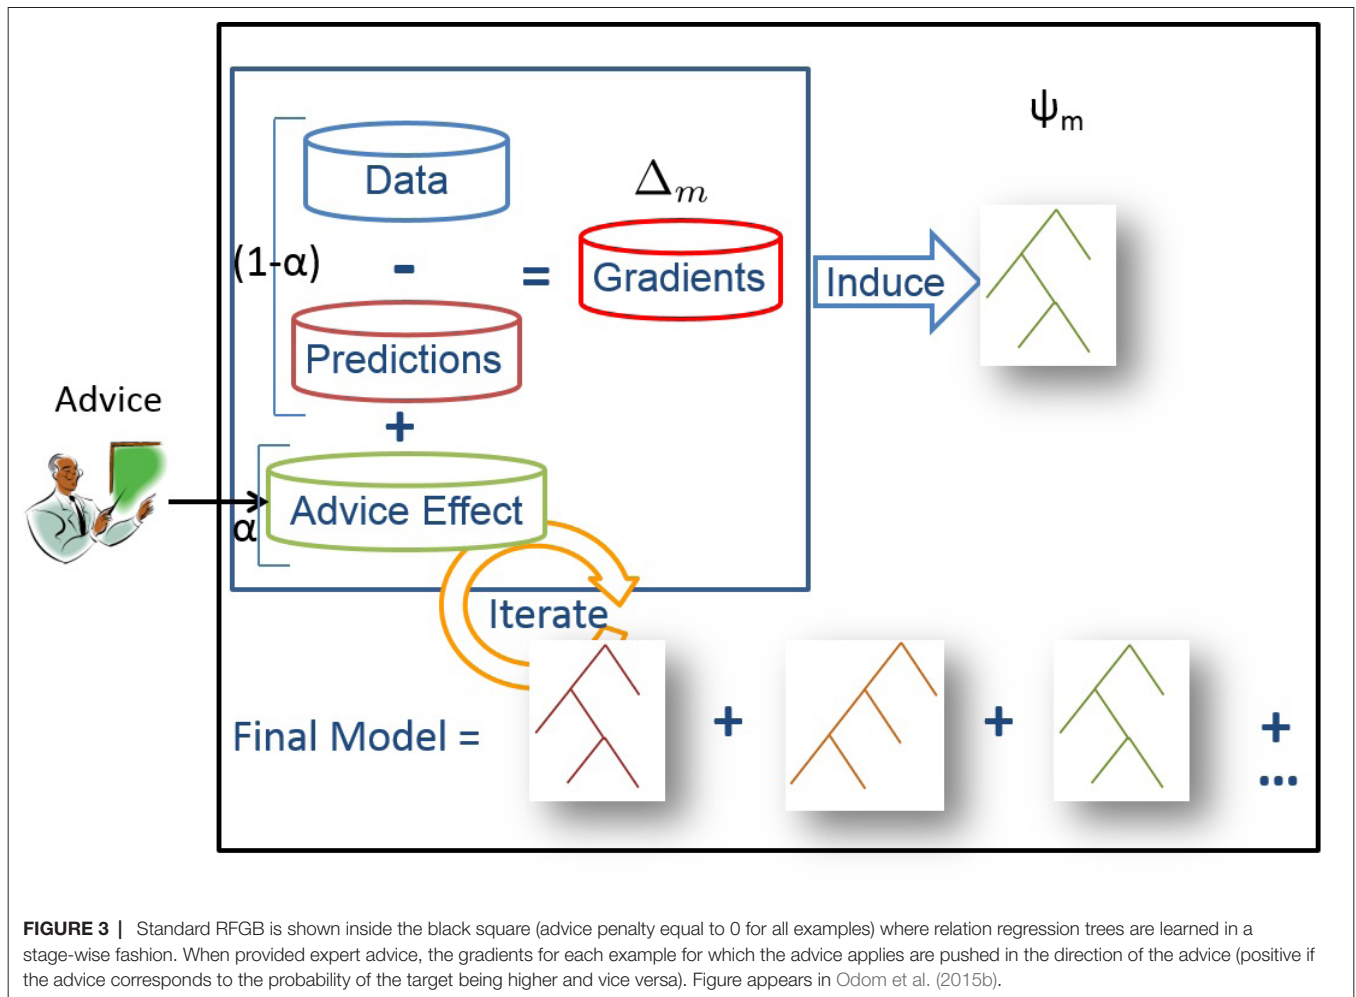 ψm
Data
Δm
(1-α)
-
=
Gradients
Induce
Predictions
Advice
+
Advice Effect
α
Iterate
Final Model =
+
+
+
...
FIGURE 3 | Standard RFGB is shown inside the black square (advice penalty equal to 0 for all examples) where relation regression trees are learned in a
stage-wise fashion. When provided expert advice, the gradients for each example for which the advice applies are pushed in the direction of the advice (positive if
the advice corresponds to the probability of the target being higher and vice versa). Figure appears in Odom et al. (2015b).